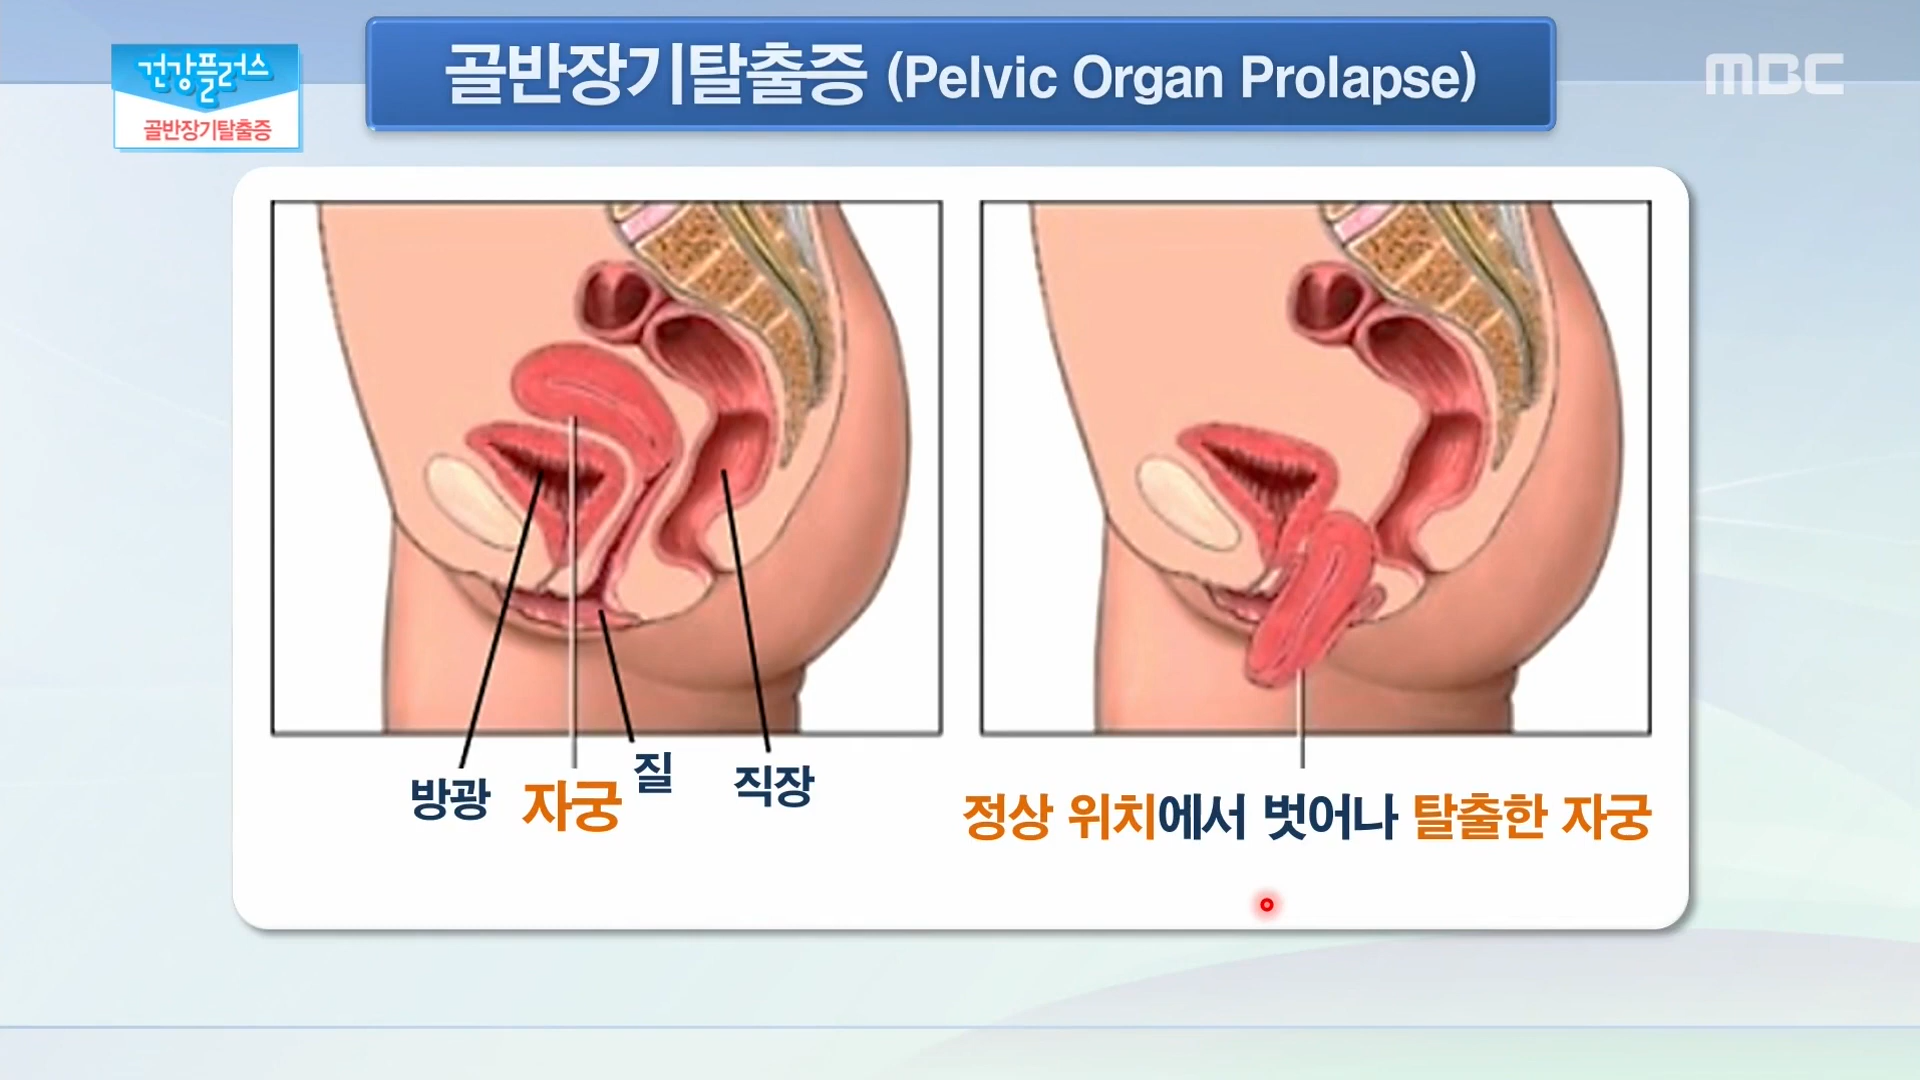 골반장기탈출증 (Pelvic Organ Prolapse)
건강플러스
골반장기탈출증
MBC
방광
자궁
질
직장
정상 위치에서 벗어나 탈출한 자궁